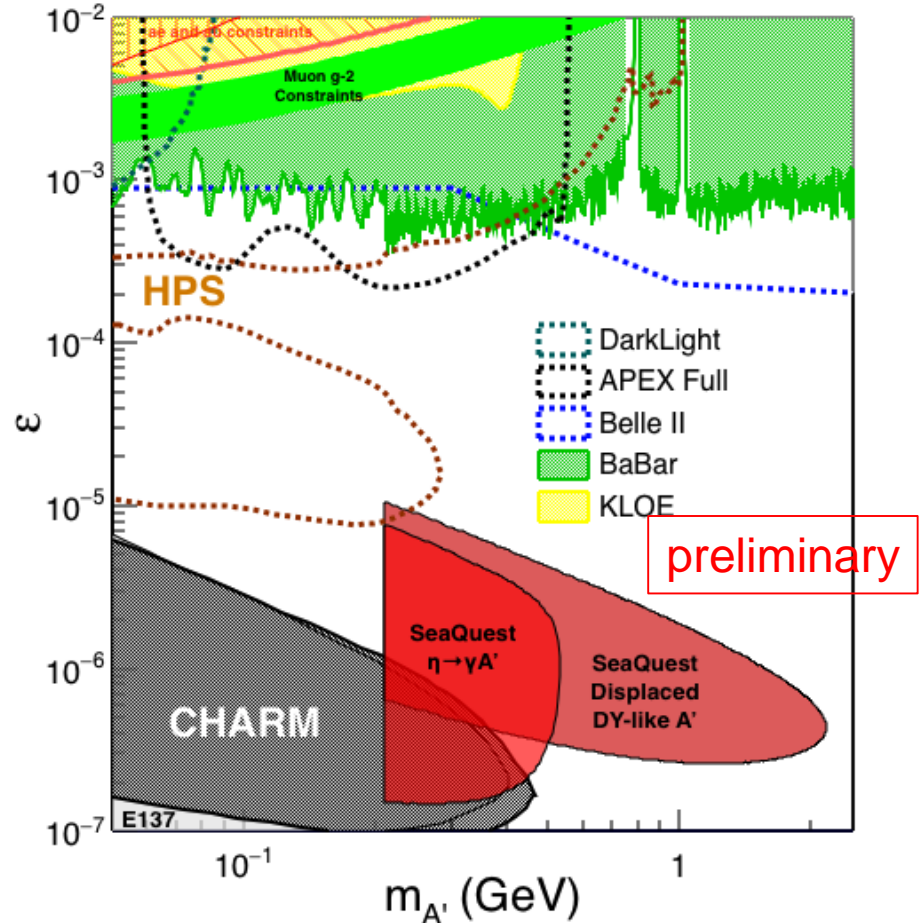 10⁻²
ae and aμ constraints
Muon g-2
Constraints
10⁻³
HPS
10⁻⁴
DarkLight
APEX Full
Belle II
BaBar
KLOE
ε
10⁻⁵
preliminary
SeaQuest
η→γA'
SeaQuest
Displaced
DY-like A'
10⁻⁶
CHARM
E137
10⁻⁷
10⁻¹
1
m_A' (GeV)